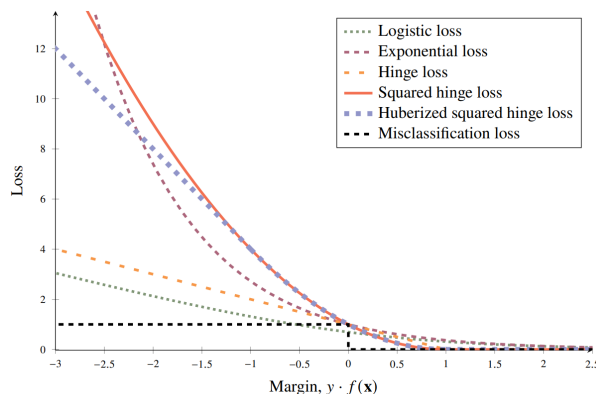 Logistic loss
Exponential loss
Hinge loss
Squared hinge loss
Huberized squared hinge loss
Misclassification loss
12
10
8
6
4
2
0
Loss
−3 −2.5 −2 −1.5 −1 −0.5 0 0.5 1 1.5 2 2.5
Margin, y · f(x)